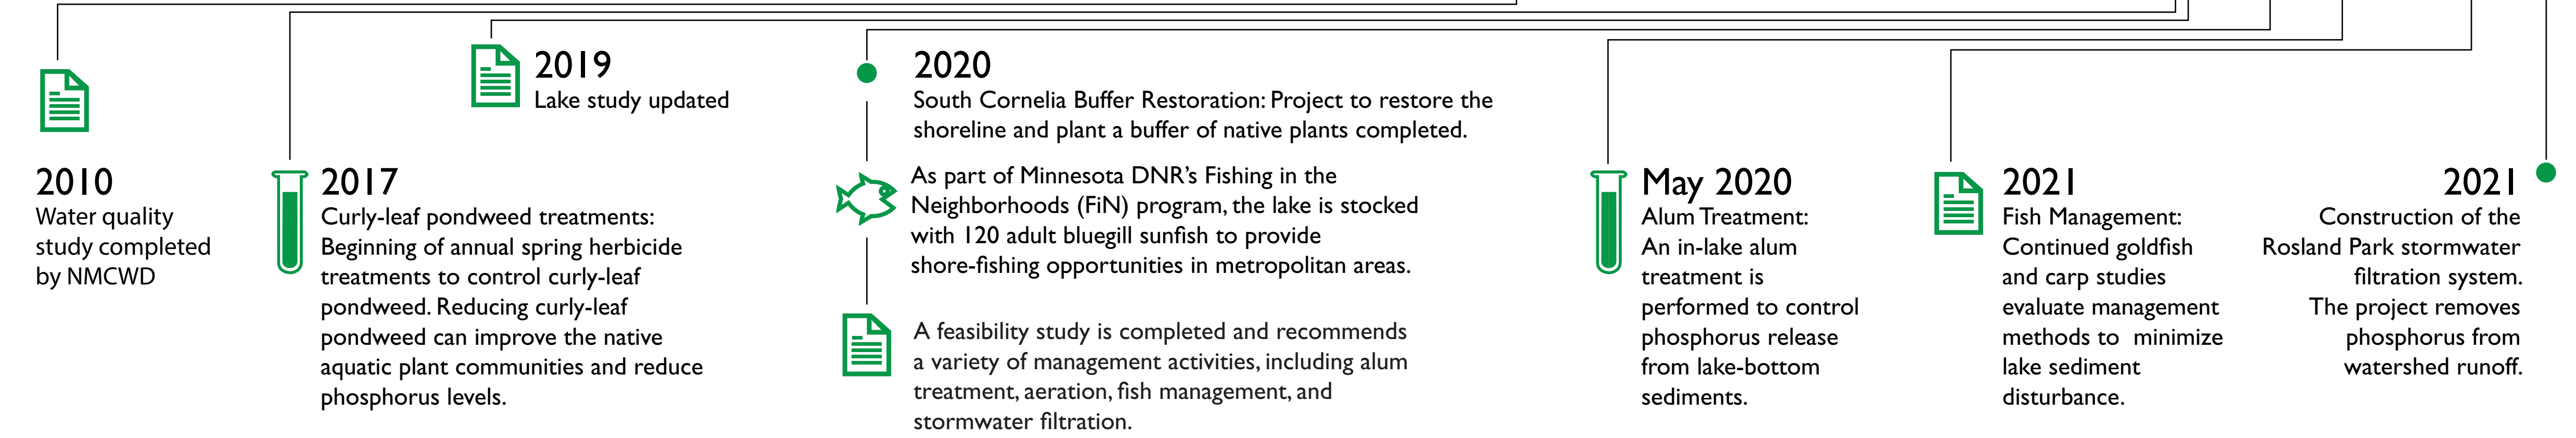 2010
Water quality
study completed
by NMCWD
2017
Curly-leaf pondweed treatments:
Beginning of annual spring herbicide
treatments to control curly-leaf
pondweed. Reducing curly-leaf
pondweed can improve the native
aquatic plant communities and reduce
phosphorus levels.
2019
Lake study updated
2020
South Cornelia Buffer Restoration: Project to restore the
shoreline and plant a buffer of native plants completed.
As part of Minnesota DNR’s Fishing in the
Neighborhoods (FiN) program, the lake is stocked
with 120 adult bluegill sunfish to provide
shore-fishing opportunities in metropolitan areas.
A feasibility study is completed and recommends
a variety of management activities, including alum
treatment, aeration, fish management, and
stormwater filtration.
May 2020
Alum Treatment:
An in-lake alum
treatment is
performed to control
phosphorus release
from lake-bottom
sediments.
2021
Fish Management:
Continued goldfish
and carp studies
evaluate management
methods to  minimize
lake sediment
disturbance.
2021
Construction of the
Rosland Park stormwater
filtration system.
The project removes
phosphorus from
watershed runoff.